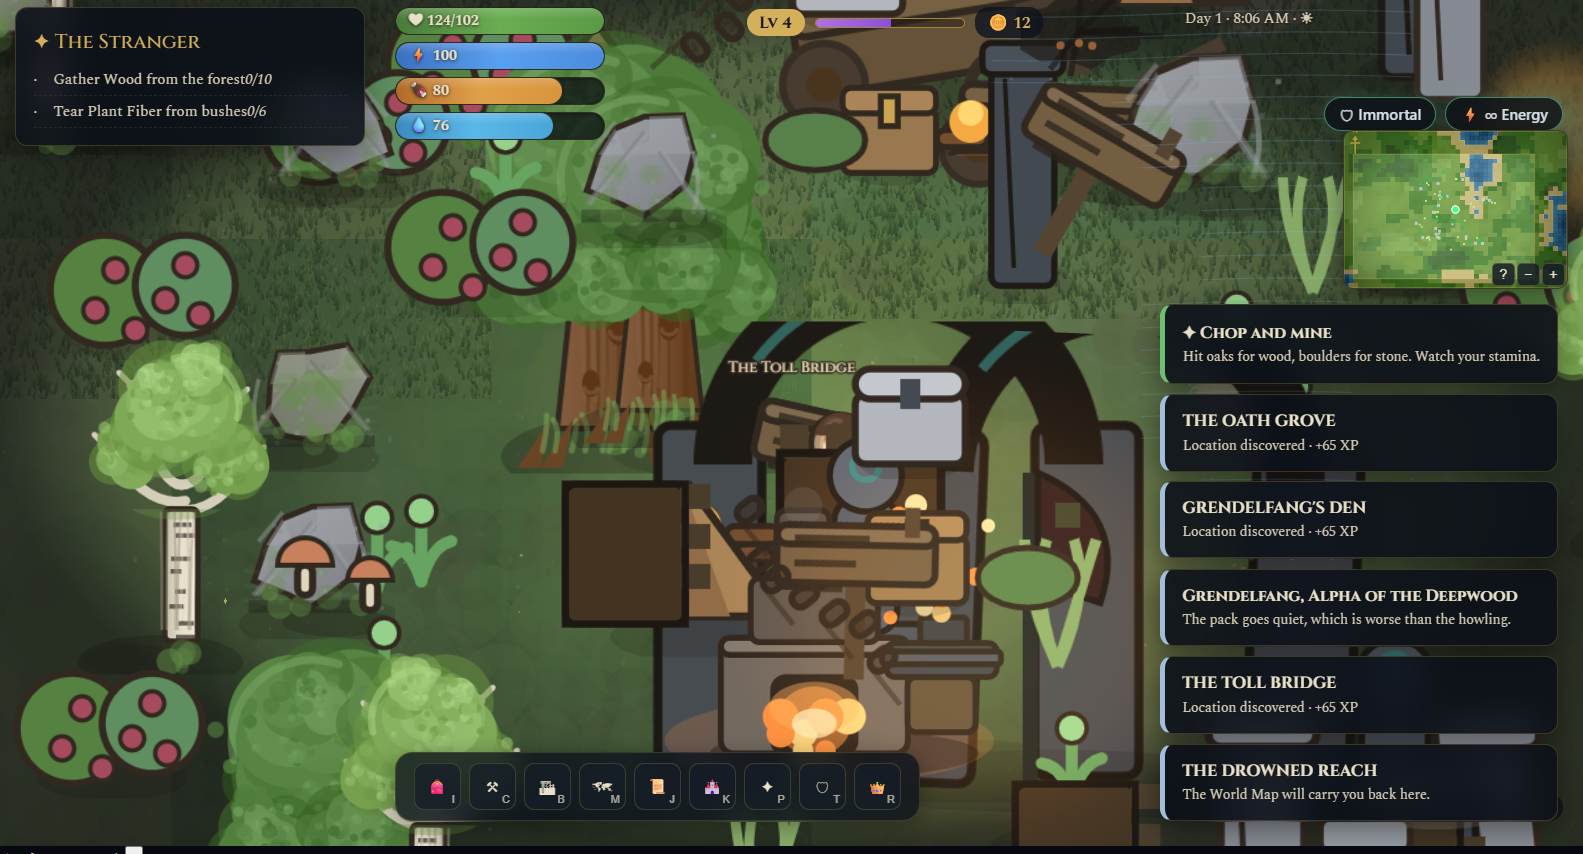 The Stranger
Gather Wood from the forest0/10
Tear Plant Fiber from bushes0/6
124/102
100
80
76
Lv 4
12
Day 1 · 8:06 AM ·
Immortal
∞ Energy
? − +
The Toll Bridge
Chop and mine
Hit oaks for wood, boulders for stone. Watch your stamina.
THE OATH GROVE
Location discovered · +65 XP
GRENDELFANG'S DEN
Location discovered · +65 XP
Grendelfang, Alpha of the Deepwood
The pack goes quiet, which is worse than the howling.
THE TOLL BRIDGE
Location discovered · +65 XP
THE DROWNED REACH
The World Map will carry you back here.
I C B M J K P T R